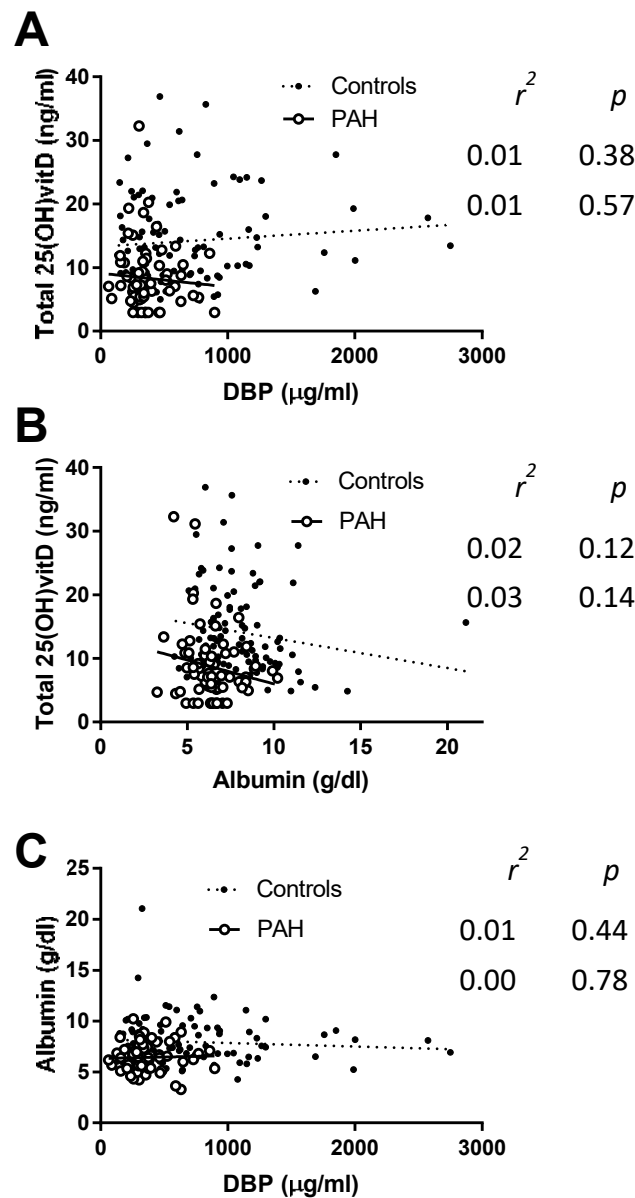 A
Total 25(OH)vitD (ng/ml)
40
30
20
10
0
0 1000 2000 3000
DBP (μg/ml)
Controls
PAH
r² p
0.01 0.38
0.01 0.57
B
Total 25(OH)vitD (ng/ml)
40
30
20
10
0
0 5 10 15 20
Albumin (g/dl)
Controls
PAH
r² p
0.02 0.12
0.03 0.14
C
Albumin (g/dl)
25
20
15
10
5
0
0 1000 2000 3000
DBP (μg/ml)
Controls
PAH
r² p
0.01 0.44
0.00 0.78